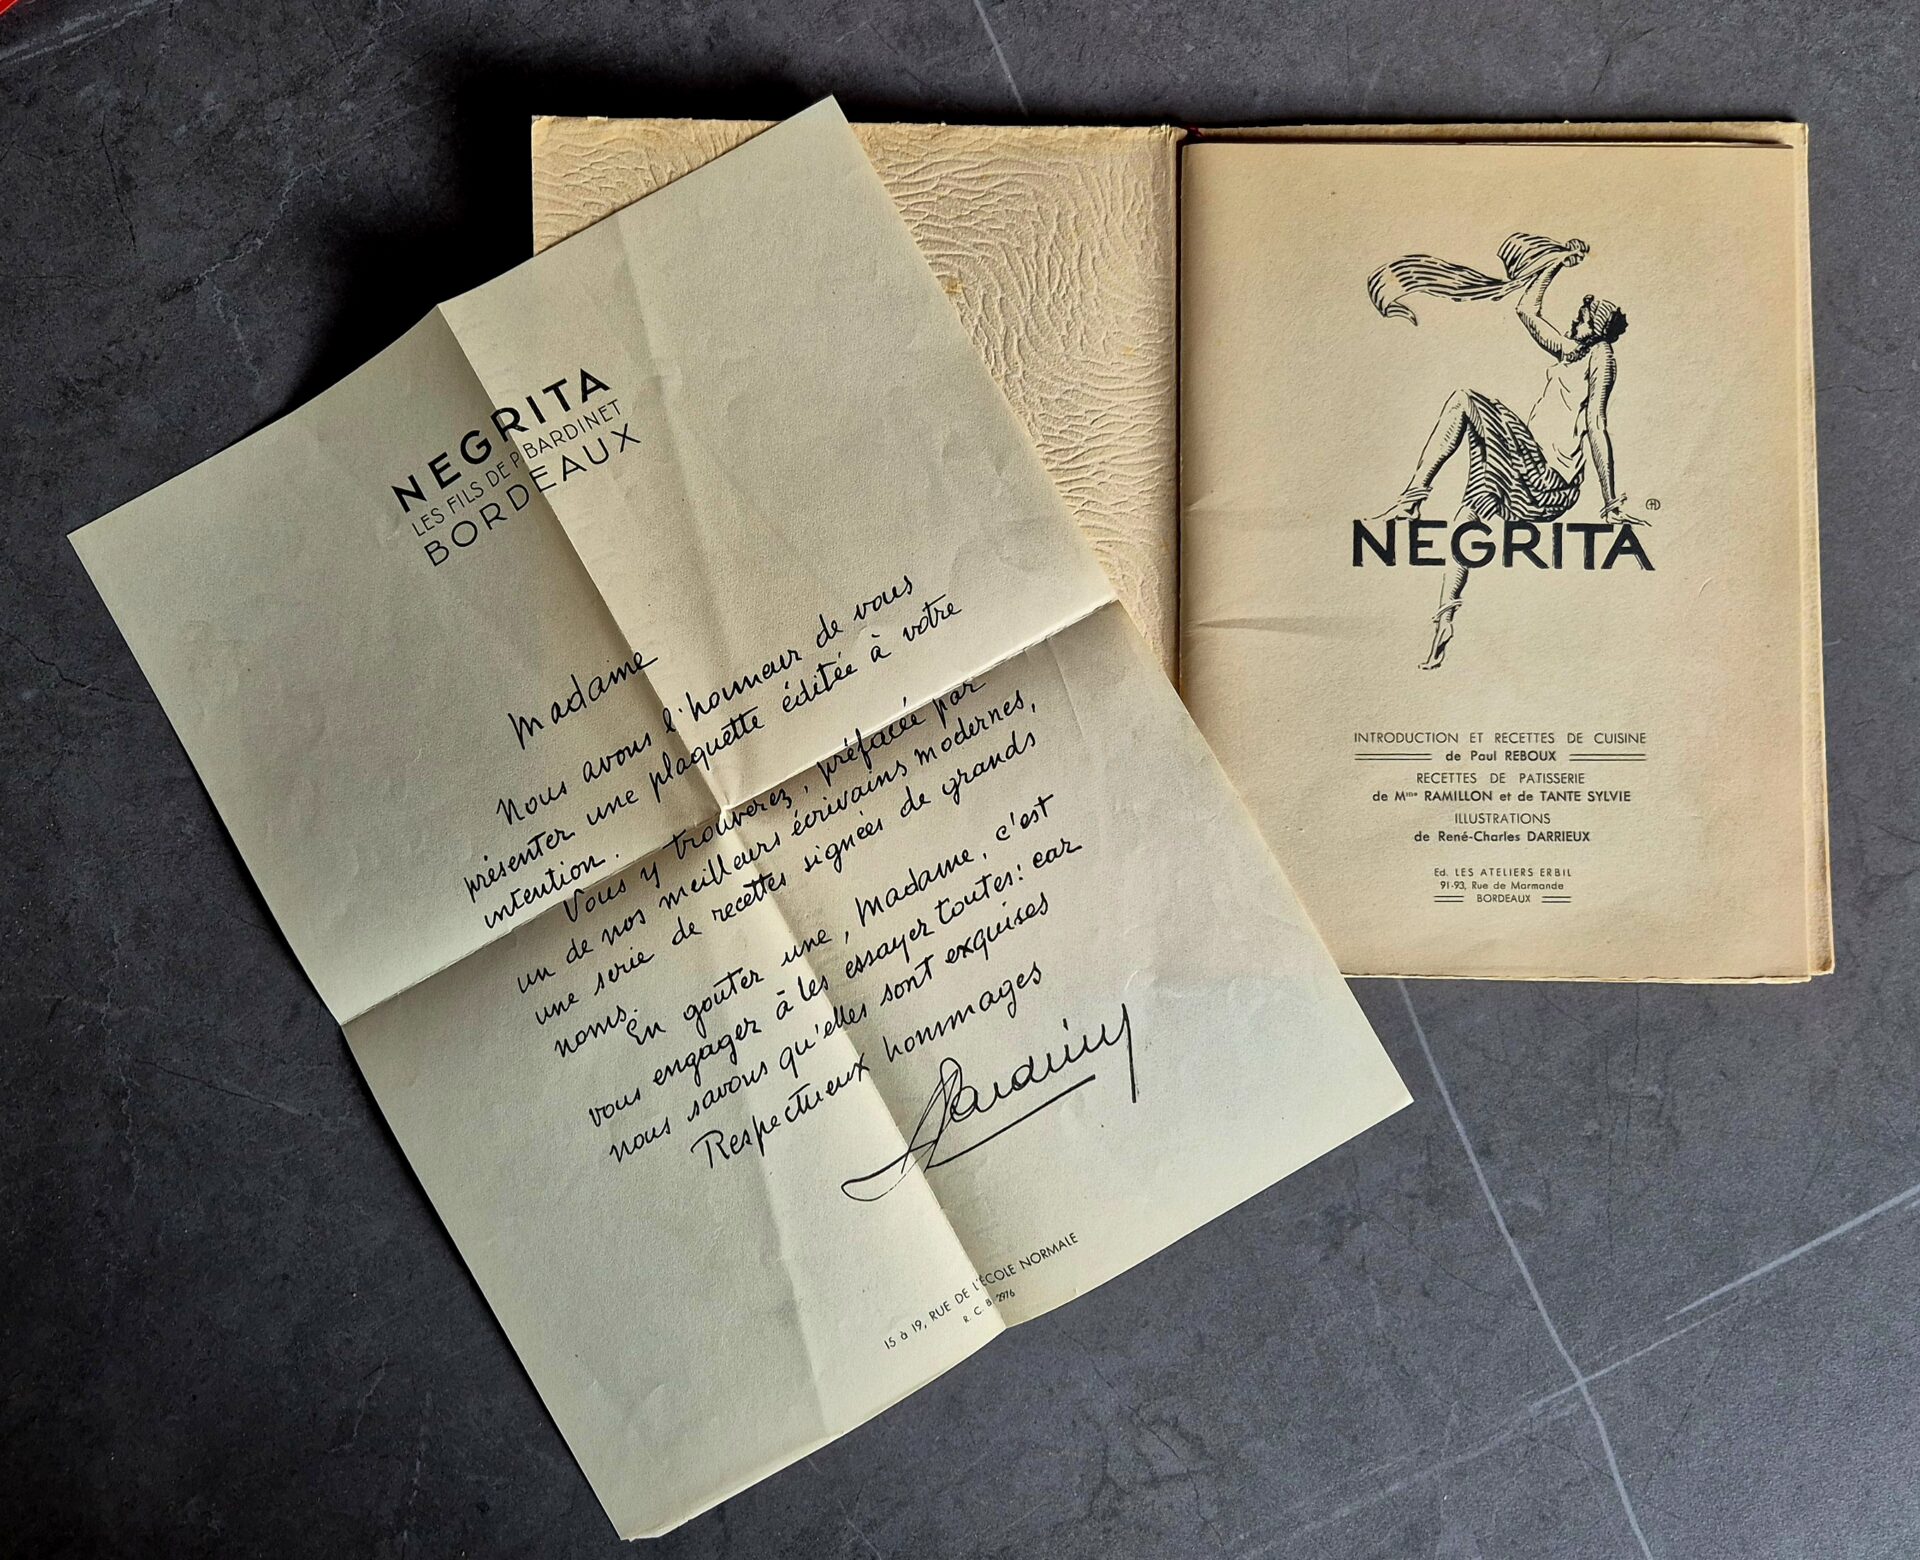 NEGRITA
LES FILS DE P. BARDINET
BORDEAUX
Madame
Nous avons l'honneur de vous
présenter une plaquette éditée à votre
intention.
Vous y trouverez, préfacée par
un de nos meilleurs écrivains modernes,
une serie de recettes signées de grands
noms.
En goûter une, Madame, c'est
vous engager à les essayer toutes: car
nous savons qu'elles sont exquises
Respectueux hommages
15 à 19, RUE DE L'ÉCOLE NORMALE
R. C. B. 2976
NEGRITA
INTRODUCTION ET RECETTES DE CUISINE
de Paul REBOUX
RECETTES DE PATISSERIE
de Mme RAMILLON et de TANTE SYLVIE
ILLUSTRATIONS
de René-Charles DARRIEUX
Ed. LES ATELIERS ERBIL
91-93, Rue de Marmande
BORDEAUX